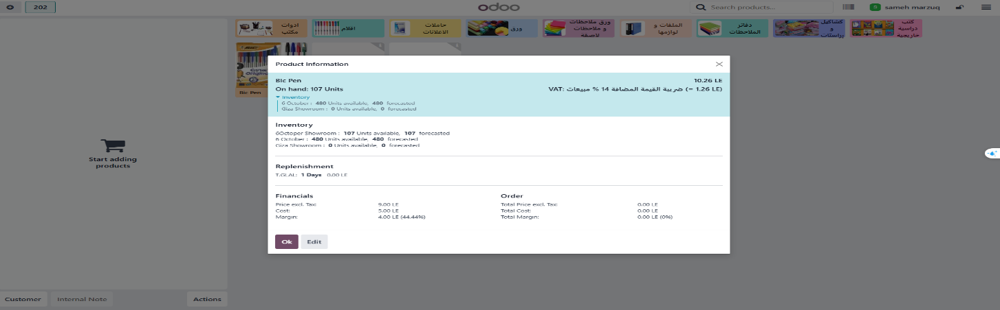 202
odoo
Search products...
S
sameh marzuq
ادوات مكتب
اقلام
حاملات الاعلانات
ورق
ورق ملاحظات و ملاحظات لاصقة
الملفات و لوازمها
دفاتر الملاحظات
كشاكيل و
كتب دراسية خارجية
Bic Pen
Start adding
products
Customer
Internal Note
Actions
Product information
Bic Pen
10.26 LE
On hand: 107 Units
VAT: ضريبة القيمة المضافة 14 % مبيعات (= 1.26 LE)
Inventory
6 October : 480 Units available, 480 forecasted
Giza Showroom : 0 Units available, 0 forecasted
Inventory
6Octoper Showroom : 107 Units available, 107 forecasted
6 October : 480 Units available, 480 forecasted
Giza Showroom : 0 Units available, 0 forecasted
Replenishment
T.GLAL: 1 Days 0.00 LE
Financials
Price excl. Tax: 9.00 LE
Cost: 5.00 LE
Margin: 4.00 LE (44.44%)
Order
Total Price excl. Tax: 0.00 LE
Total Cost: 0.00 LE
Total Margin: 0.00 LE (0%)
Ok
Edit